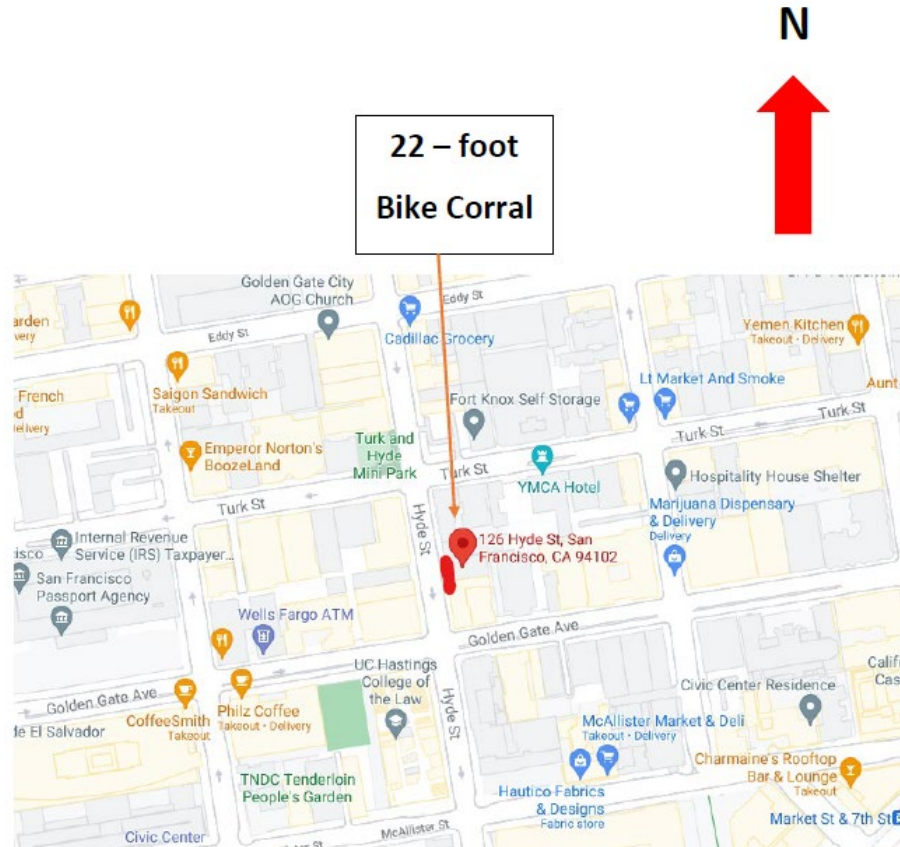 N
22 – foot
Bike Corral
Golden Gate City
AOG Church
Eddy St
Eddy St
Cadillac Grocery
Yemen Kitchen
Takeout • Delivery
Saigon Sandwich
Takeout
Lt Market And Smoke
Aunt
French
Fort Knox Self Storage
Turk St
Turk St
Emperor Norton's
BoozeLand
Turk and
Hyde
Mini Park
Turk St
YMCA Hotel
Hospitality House Shelter
Turk St
Marijuana Dispensary
& Delivery
Delivery
Hyde St
126 Hyde St, San
Francisco, CA 94102
Internal Revenue
Service (IRS) Taxpayer...
San Francisco
Passport Agency
Wells Fargo ATM
Golden Gate Ave
UC Hastings
College of
the Law
Hyde St
Golden Gate Ave
Civic Center Residence
Philz Coffee
Takeout • Delivery
CoffeeSmith
Takeout
de El Salvador
McAllister Market & Deli
Takeout • Delivery
Charmaine's Rooftop
Bar & Lounge
Takeout
TNDC Tenderloin
People's Garden
Hautico Fabrics
& Designs
Fabric store
Market St & 7th St
Civic Center
McAllister St